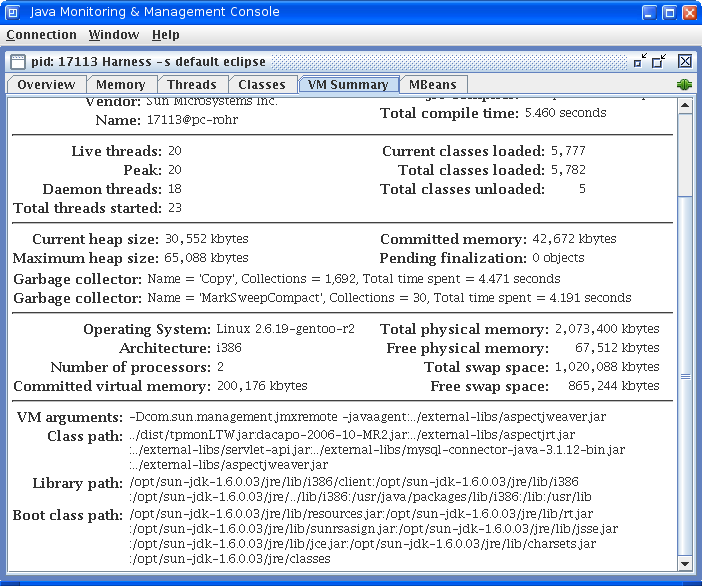 Java Monitoring & Management Console
Connection Window Help
pid: 17113 Harness -s default eclipse
Overview Memory Threads Classes VM Summary MBeans
Vendor: Sun Microsystems Inc.
Name: 17113@pc-rohr
Total compile time: 5.460 seconds
Live threads: 20 Current classes loaded: 5,777
Peak: 20 Total classes loaded: 5,782
Daemon threads: 18 Total classes unloaded: 5
Total threads started: 23
Current heap size: 30,552 kbytes Committed memory: 42,672 kbytes
Maximum heap size: 65,088 kbytes Pending finalization: 0 objects
Garbage collector: Name = 'Copy', Collections = 1,692, Total time spent = 4.471 seconds
Garbage collector: Name = 'MarkSweepCompact', Collections = 30, Total time spent = 4.191 seconds
Operating System: Linux 2.6.19-gentoo-r2 Total physical memory: 2,073,400 kbytes
Architecture: i386 Free physical memory: 67,512 kbytes
Number of processors: 2 Total swap space: 1,020,088 kbytes
Committed virtual memory: 200,176 kbytes Free swap space: 865,244 kbytes
VM arguments: -Dcom.sun.management.jmxremote -javaagent:../external-libs/aspectjweaver.jar
Class path: ../dist/tpmonLTW.jar:dacapo-2006-10-MR2.jar:../external-libs/aspectjrt.jar
:../external-libs/servlet-api.jar:../external-libs/mysql-connector-java-3.1.12-bin.jar
:../external-libs/aspectjweaver.jar
Library path: /opt/sun-jdk-1.6.0.03/jre/lib/i386/client:/opt/sun-jdk-1.6.0.03/jre/lib/i386
:/opt/sun-jdk-1.6.0.03/jre/../lib/i386:/usr/java/packages/lib/i386:/lib:/usr/lib
Boot class path: /opt/sun-jdk-1.6.0.03/jre/lib/resources.jar:/opt/sun-jdk-1.6.0.03/jre/lib/rt.jar
:/opt/sun-jdk-1.6.0.03/jre/lib/sunrsasign.jar:/opt/sun-jdk-1.6.0.03/jre/lib/jsse.jar
:/opt/sun-jdk-1.6.0.03/jre/lib/jce.jar:/opt/sun-jdk-1.6.0.03/jre/lib/charsets.jar
:/opt/sun-jdk-1.6.0.03/jre/classes